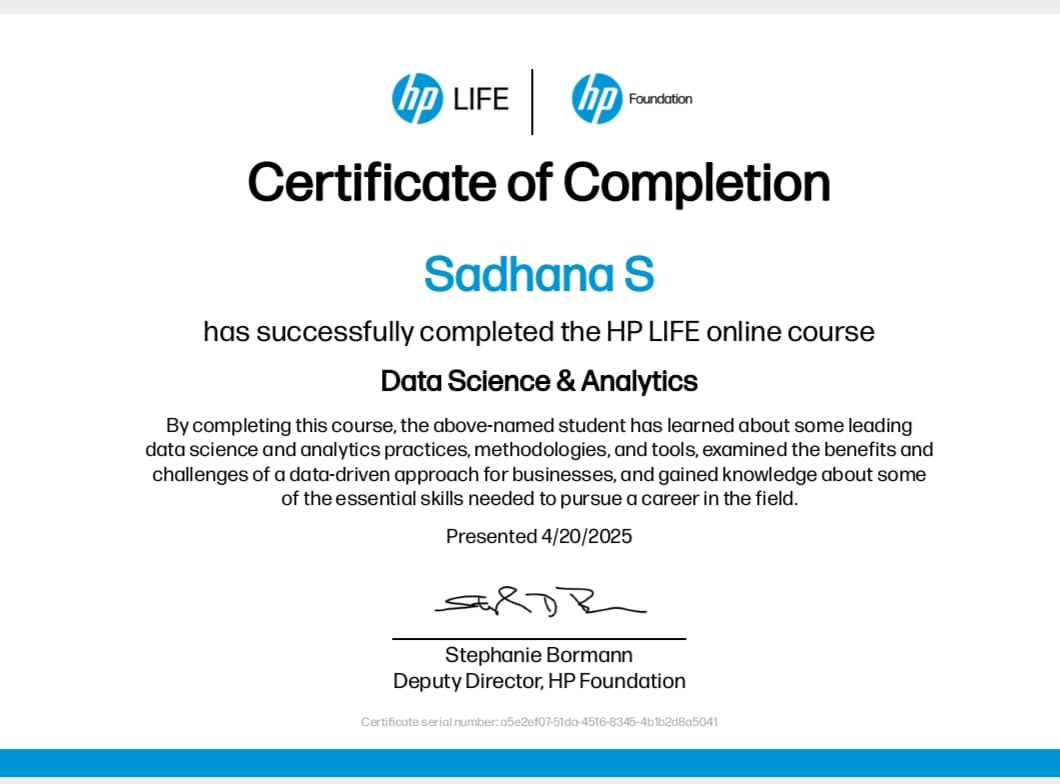 hp LIFE hp Foundation
Certificate of Completion
Sadhana S
has successfully completed the HP LIFE online course
Data Science & Analytics
By completing this course, the above-named student has learned about some leading
data science and analytics practices, methodologies, and tools, examined the benefits and
challenges of a data-driven approach for businesses, and gained knowledge about some
of the essential skills needed to pursue a career in the field.
Presented 4/20/2025
Stephanie Bormann
Deputy Director, HP Foundation
Certificate serial number: a5e2ef07-51da-4516-8345-4b1b2d8a5041